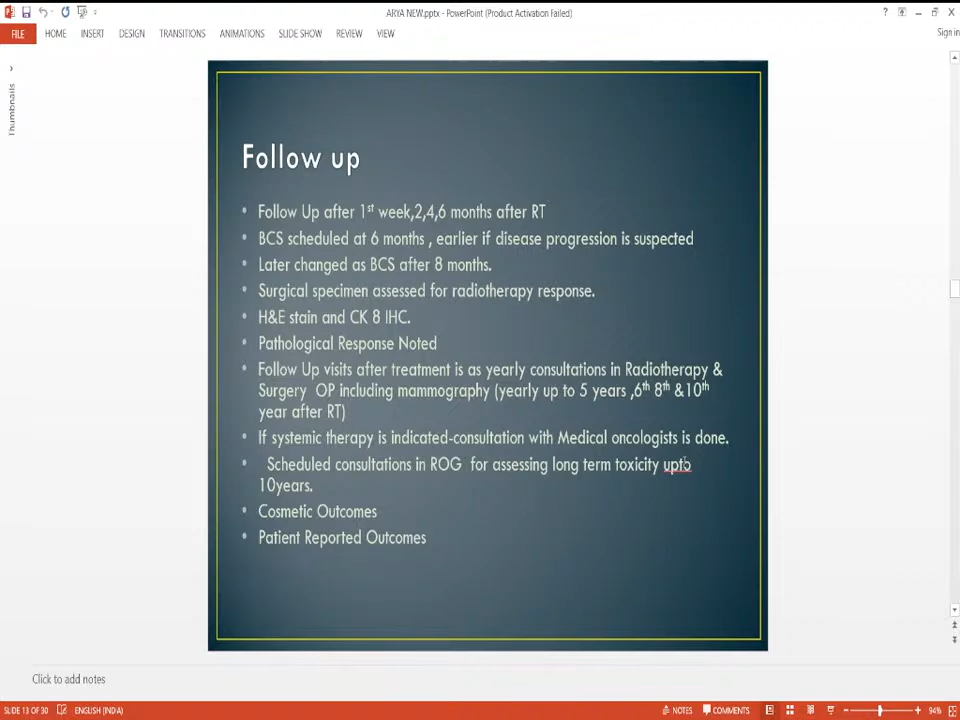 ARYA NEW.pptx - PowerPoint (Product Activation Failed)
FILE HOME INSERT DESIGN TRANSITIONS ANIMATIONS SLIDE SHOW REVIEW VIEW
Sign in
Thumbnails
Follow up
• Follow Up after 1st week,2,4,6 months after RT
• BCS scheduled at 6 months , earlier if disease progression is suspected
• Later changed as BCS after 8 months.
• Surgical specimen assessed for radiotherapy response.
• H&E stain and CK 8 IHC.
• Pathological Response Noted
• Follow Up visits after treatment is as yearly consultations in Radiotherapy &
Surgery OP including mammography (yearly up to 5 years ,6th 8th &10th
year after RT)
• If systemic therapy is indicated-consultation with Medical oncologists is done.
• Scheduled consultations in ROG for assessing long term toxicity upto
10years.
• Cosmetic Outcomes
• Patient Reported Outcomes
Click to add notes
SLIDE 13 OF 30 ENGLISH (INDIA) NOTES COMMENTS 94%